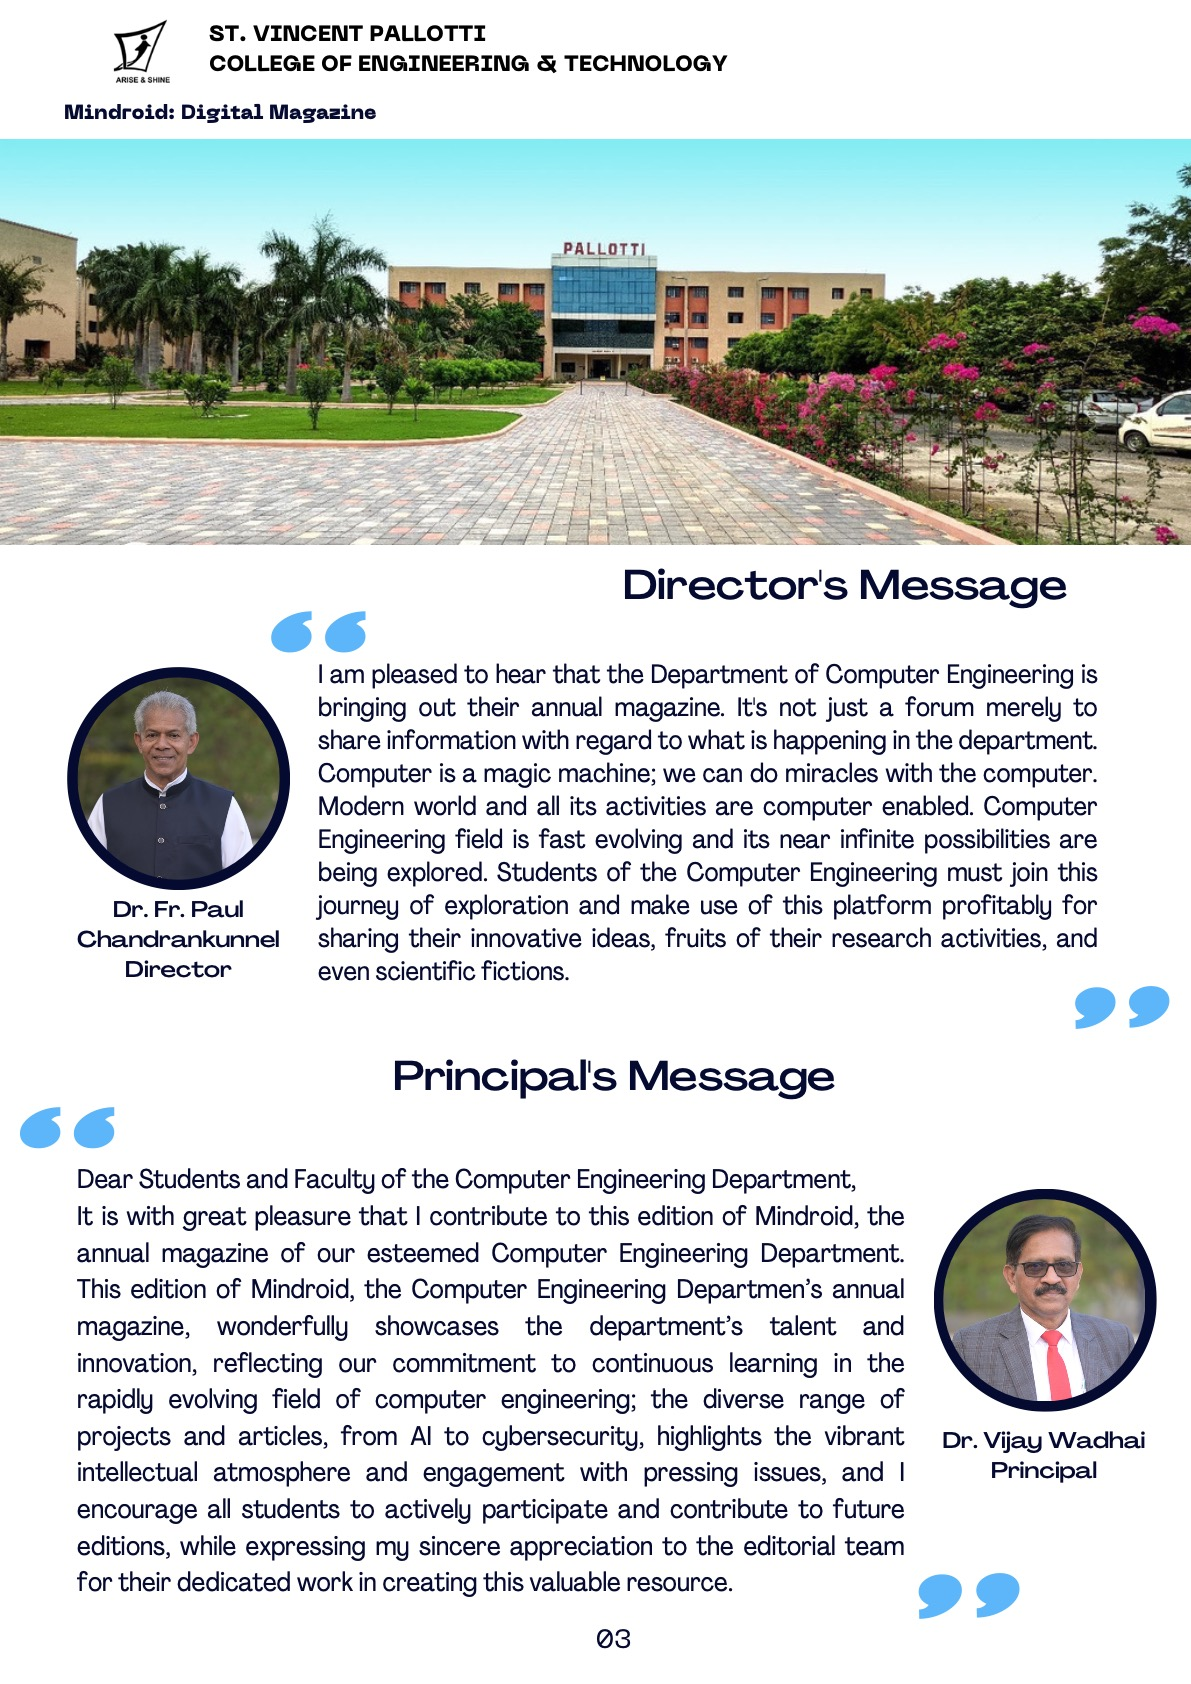 ARISE & SHINE
ST. VINCENT PALLOTTI
COLLEGE OF ENGINEERING & TECHNOLOGY
Mindroid: Digital Magazine
PALLOTTI
Director's Message
“
I am pleased to hear that the Department of Computer Engineering is
bringing out their annual magazine. It's not just a forum merely to
share information with regard to what is happening in the department.
Computer is a magic machine; we can do miracles with the computer.
Modern world and all its activities are computer enabled. Computer
Engineering field is fast evolving and its near infinite possibilities are
being explored. Students of the Computer Engineering must join this
journey of exploration and make use of this platform profitably for
sharing their innovative ideas, fruits of their research activities, and
even scientific fictions.
”
Dr. Fr. Paul
Chandrankunnel
Director
Principal's Message
“
Dear Students and Faculty of the Computer Engineering Department,
It is with great pleasure that I contribute to this edition of Mindroid, the
annual magazine of our esteemed Computer Engineering Department.
This edition of Mindroid, the Computer Engineering Departmen’s annual
magazine, wonderfully showcases the department’s talent and
innovation, reflecting our commitment to continuous learning in the
rapidly evolving field of computer engineering; the diverse range of
projects and articles, from AI to cybersecurity, highlights the vibrant
intellectual atmosphere and engagement with pressing issues, and I
encourage all students to actively participate and contribute to future
editions, while expressing my sincere appreciation to the editorial team
for their dedicated work in creating this valuable resource.
”
Dr. Vijay Wadhai
Principal
03